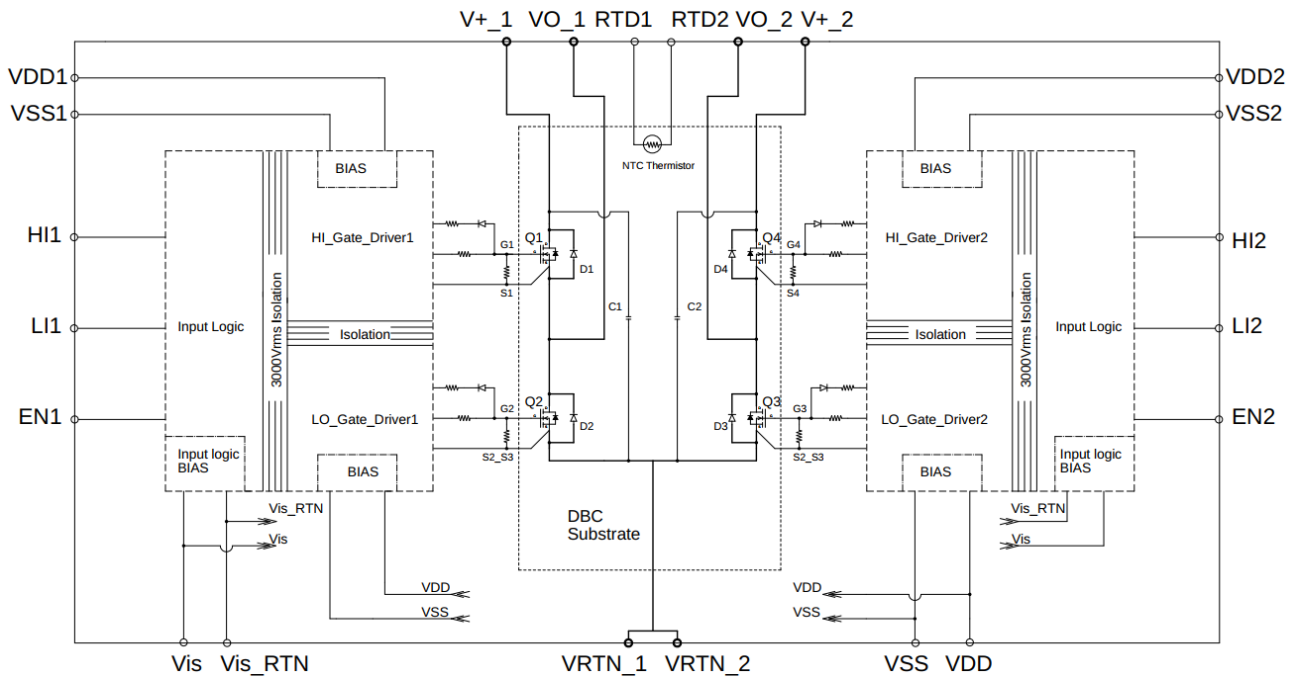 V+_1 VO_1 RTD1 RTD2 VO_2 V+_2
VDD1
VDD2
VSS1
VSS2
NTC Thermistor
BIAS
BIAS
HI1
HI_Gate_Driver1
G1
Q1
D1
S1
Q4
D4
G4
S4
HI_Gate_Driver2
HI2
C1
C2
LI1
Input Logic
3000Vrms Isolation
Isolation
Isolation
3000Vrms Isolation
Input Logic
LI2
EN1
LO_Gate_Driver1
G2
Q2
D2
S2_S3
Q3
D3
G3
S2_S3
LO_Gate_Driver2
EN2
Input logic
BIAS
BIAS
BIAS
Input logic
BIAS
Vis_RTN
Vis
DBC
Substrate
Vis_RTN
Vis
VDD
VSS
VDD
VSS
Vis Vis_RTN VRTN_1 VRTN_2 VSS VDD